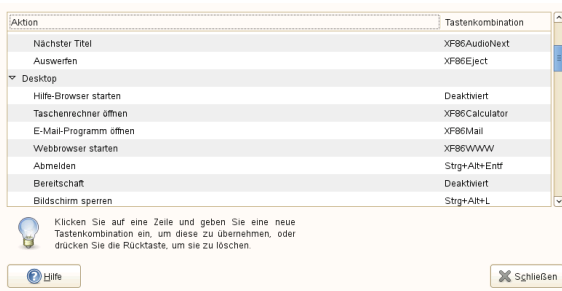 Aktion Tastenkombination
Nächster Titel XF86AudioNext
Auswerfen XF86Eject
Desktop
Hilfe-Browser starten Deaktiviert
Taschenrechner öffnen XF86Calculator
E-Mail-Programm öffnen XF86Mail
Webbrowser starten XF86WWW
Abmelden Strg+Alt+Entf
Bereitschaft Deaktiviert
Bildschirm sperren Strg+Alt+L
Klicken Sie auf eine Zeile und geben Sie eine neue
Tastenkombination ein, um diese zu übernehmen, oder
drücken Sie die Rücktaste, um sie zu löschen.
Hilfe Schließen